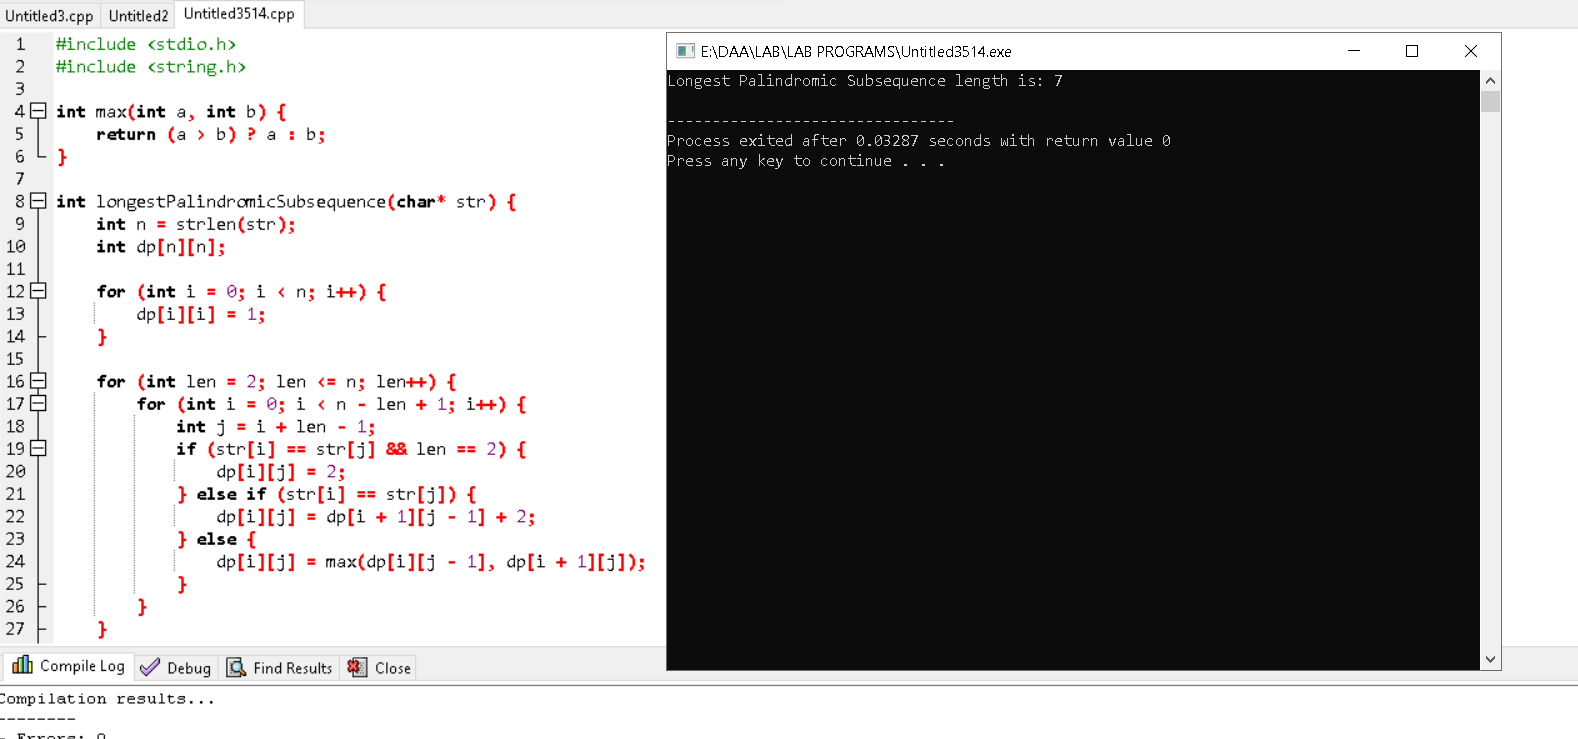 Untitled3.cpp Untitled2 Untitled3514.cpp
1 #include <stdio.h>
2 #include <string.h>
3
4 int max(int a, int b) {
5     return (a > b) ? a : b;
6 }
7
8 int longestPalindromicSubsequence(char* str) {
9     int n = strlen(str);
10     int dp[n][n];
11
12     for (int i = 0; i < n; i++) {
13         dp[i][i] = 1;
14     }
15
16     for (int len = 2; len <= n; len++) {
17         for (int i = 0; i < n - len + 1; i++) {
18             int j = i + len - 1;
19             if (str[i] == str[j] && len == 2) {
20                 dp[i][j] = 2;
21             } else if (str[i] == str[j]) {
22                 dp[i][j] = dp[i + 1][j - 1] + 2;
23             } else {
24                 dp[i][j] = max(dp[i][j - 1], dp[i + 1][j]);
25             }
26         }
27     }
E:\DAA\LAB\LAB PROGRAMS\Untitled3514.exe
Longest Palindromic Subsequence length is: 7
--------------------------------
Process exited after 0.03287 seconds with return value 0
Press any key to continue . . .
Compile Log Debug Find Results Close
Compilation results...
--------
- Errors: 0